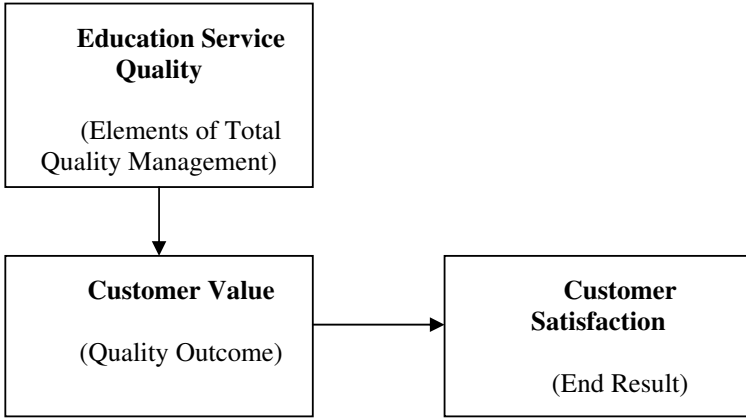 Education Service
Quality
(Elements of Total
Quality Management)
Customer Value
(Quality Outcome)
Customer
Satisfaction
(End Result)